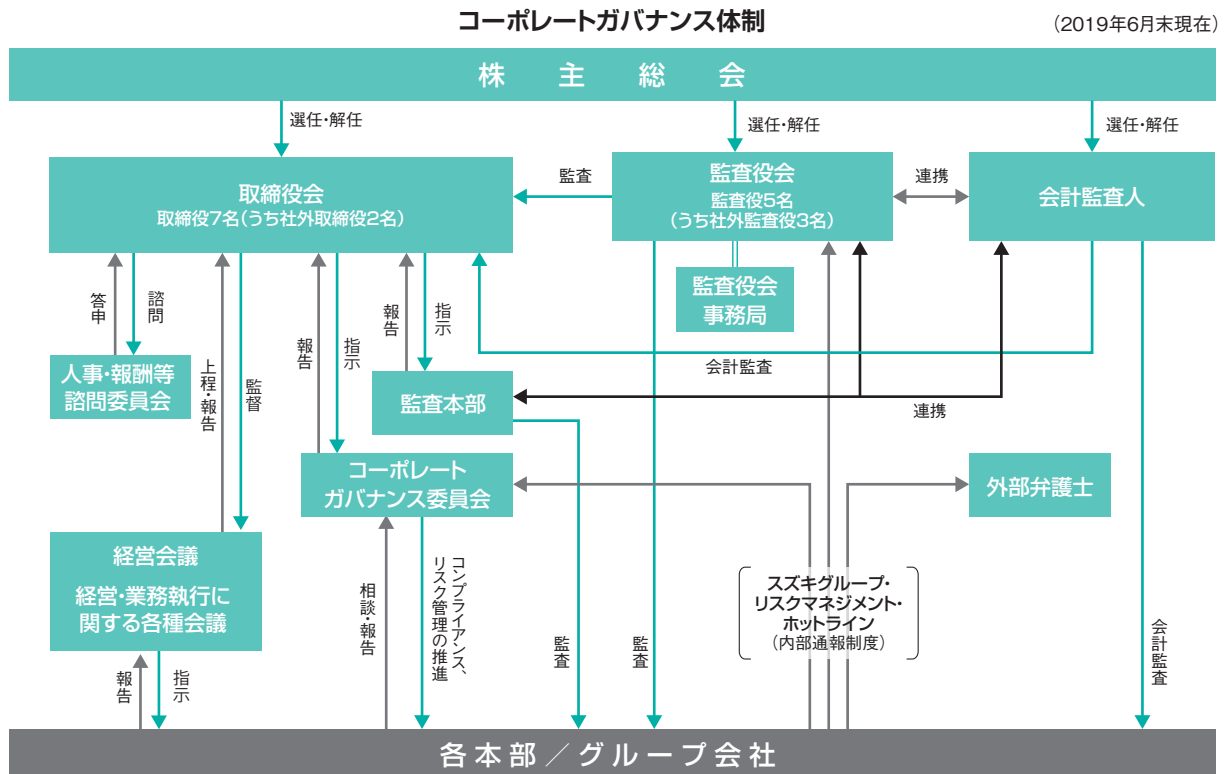 コーポレートガバナンス体制
（2019年6月末現在）
株主総会
選任・解任
選任・解任
選任・解任
取締役会
取締役7名（うち社外取締役2名）
監査
監査役会
監査役5名
（うち社外監査役3名）
連携
会計監査人
監査役会
事務局
答申
諮問
報告
指示
報告
指示
会計監査
人事・報酬等
諮問委員会
上程・報告
監督
監査本部
連携
コーポレート
ガバナンス委員会
外部弁護士
経営会議
経営・業務執行に
関する各種会議
相談・報告
コンプライアンス、
リスク管理の推進
監査
監査
スズキグループ・
リスクマネジメント・
ホットライン
（内部通報制度）
会計監査
報告
指示
各本部／グループ会社